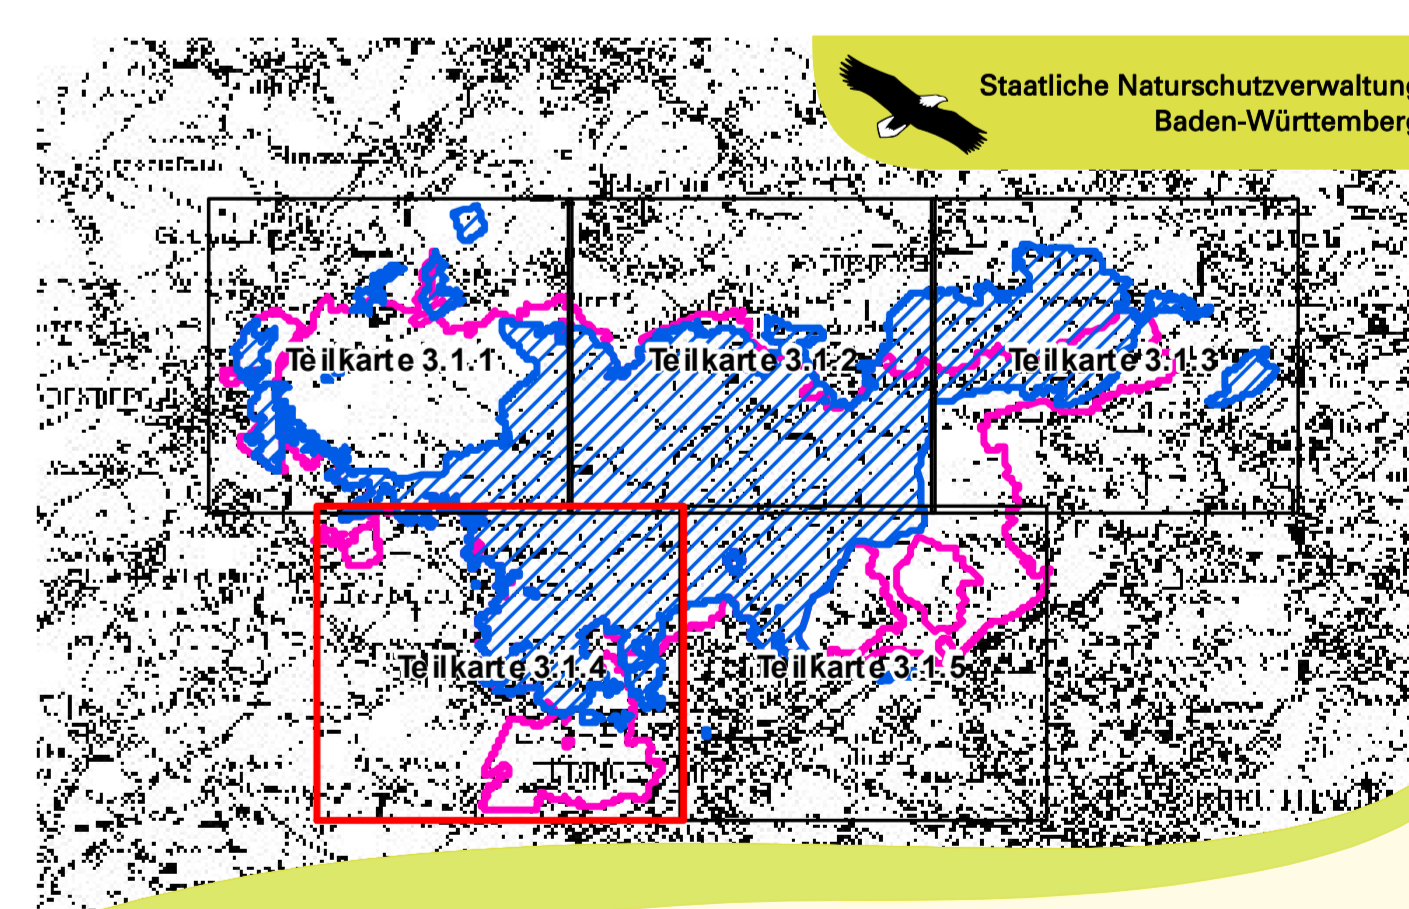 Staatliche Naturschutzverwaltung
Baden-Württemberg
Teilkarte 3.1.1
Teilkarte 3.1.2
Teilkarte 3.1.3
Teilkarte 3.1.4
Teilkarte 3.1.5